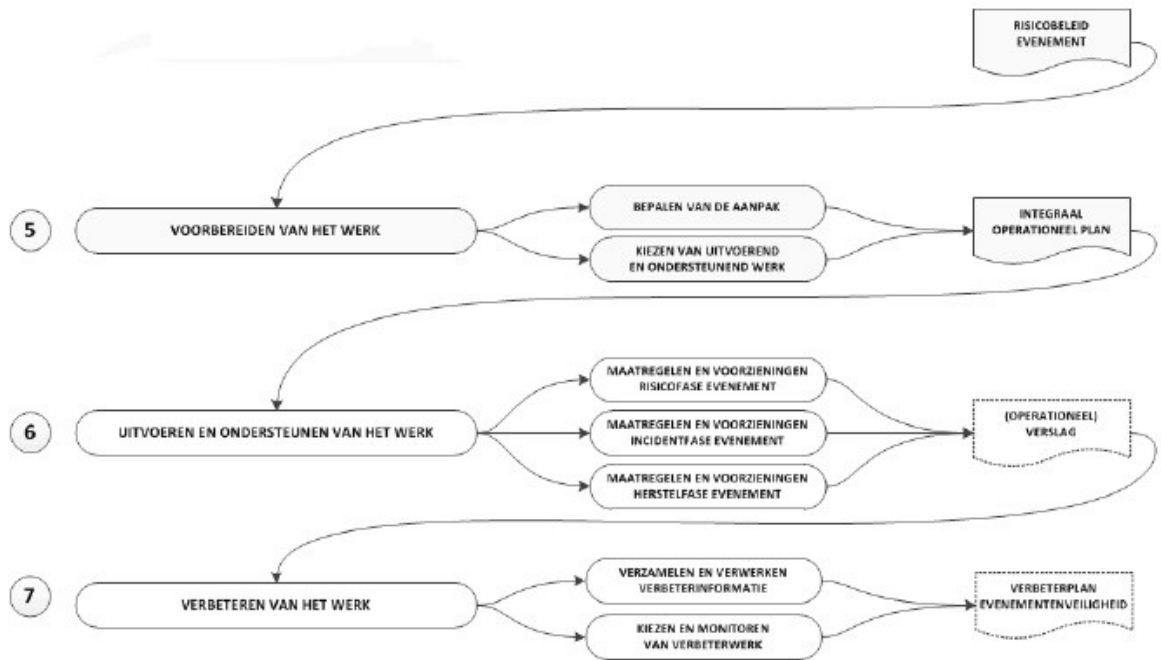 RISICOBELEID
EVENEMENT
5
VOORBEREIDEN VAN HET WERK
BEPALEN VAN DE AANPAK
KIEZEN VAN UITVOEREND
EN ONDERSTEUNEND WERK
INTEGRAAL
OPERATIONEEL PLAN
6
UITVOEREN EN ONDERSTEUNEN VAN HET WERK
MAATREGELEN EN VOORZIENINGEN
RISICOFASE EVENEMENT
MAATREGELEN EN VOORZIENINGEN
INCIDENTFASE EVENEMENT
MAATREGELEN EN VOORZIENINGEN
HERSTELFASE EVENEMENT
(OPERATIONEEL)
VERSLAG
7
VERBETEREN VAN HET WERK
VERZAMELEN EN VERWERKEN
VERBETERINFORMATIE
KIEZEN EN MONITOREN
VAN VERBETERWERK
VERBETERPLAN
EVENEMENTENVEILIGHEID